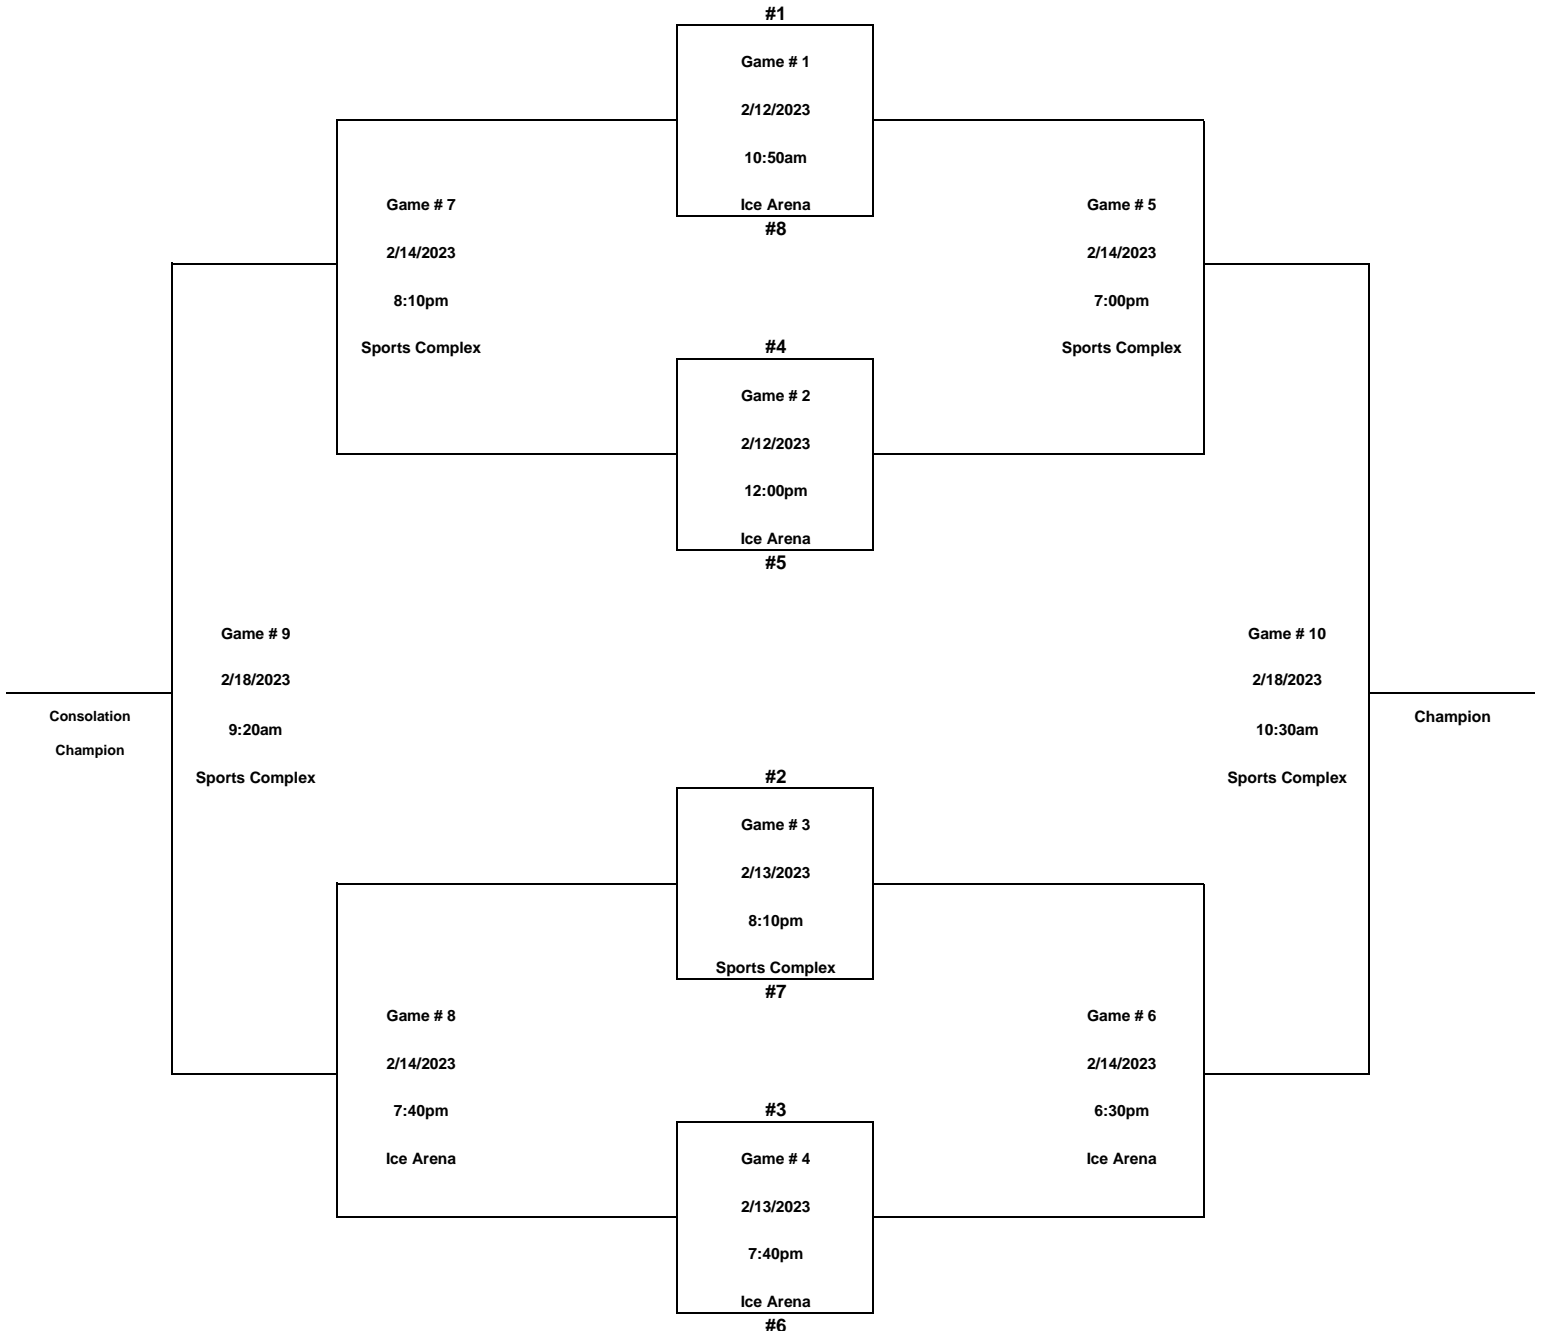 #1
Game # 1
2/12/2023
10:50am
Ice Arena
#8
Game # 7
2/14/2023
8:10pm
Sports Complex
Game # 5
2/14/2023
7:00pm
Sports Complex
#4
Game # 2
2/12/2023
12:00pm
Ice Arena
#5
Game # 9
2/18/2023
9:20am
Sports Complex
Consolation
Champion
Game # 10
2/18/2023
10:30am
Sports Complex
Champion
#2
Game # 3
2/13/2023
8:10pm
Sports Complex
#7
Game # 8
2/14/2023
7:40pm
Ice Arena
Game # 6
2/14/2023
6:30pm
Ice Arena
#3
Game # 4
2/13/2023
7:40pm
Ice Arena
#6